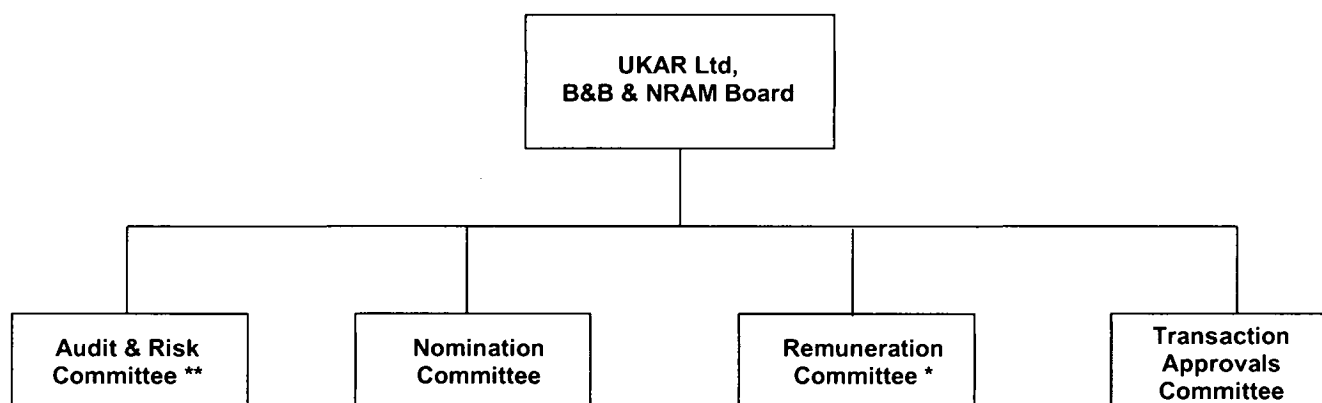 UKAR Ltd,
B&B & NRAM Board
Audit & Risk
Committee **
Nomination
Committee
Remuneration
Committee *
Transaction
Approvals
Committee